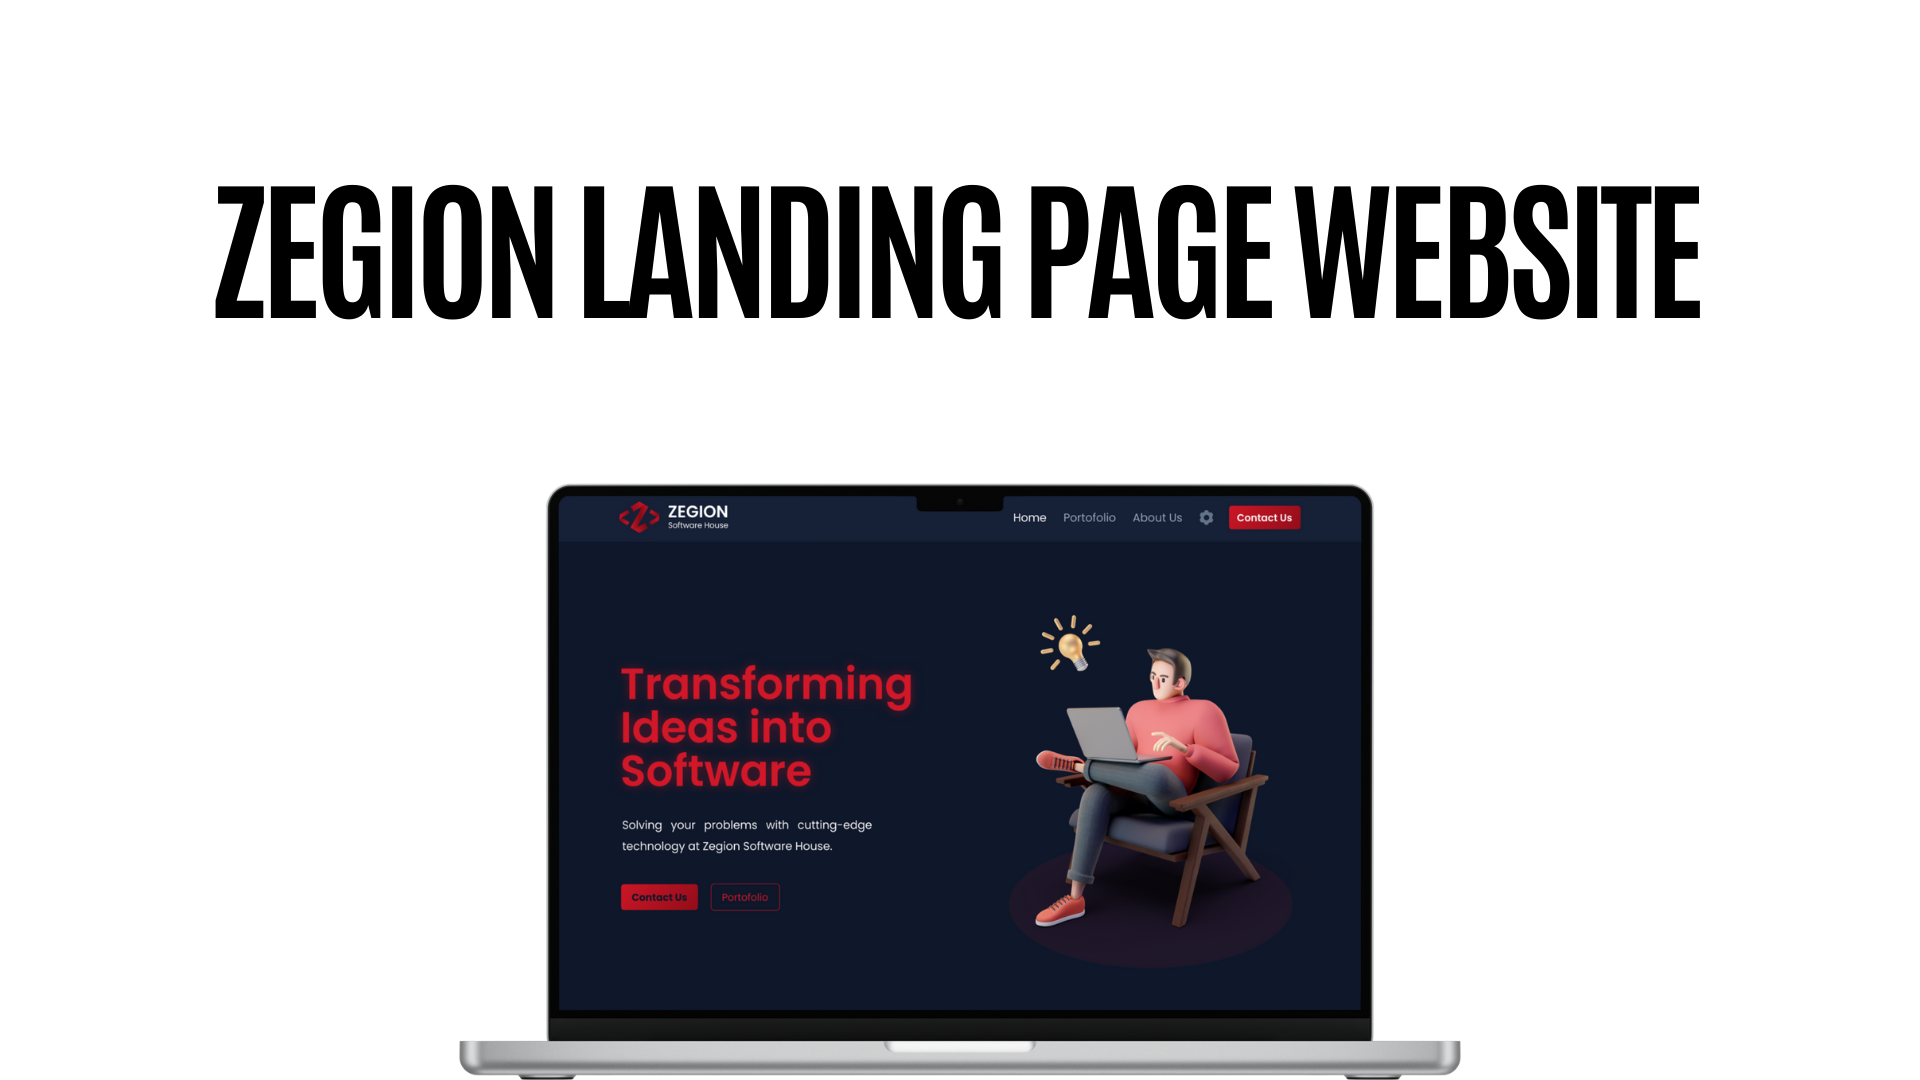 ZEGION LANDING PAGE WEBSITE
ZEGION
Software House
Home Portofolio About Us Contact Us
Transforming
Ideas into
Software
Solving your problems with cutting-edge
technology at Zegion Software House.
Contact Us Portofolio